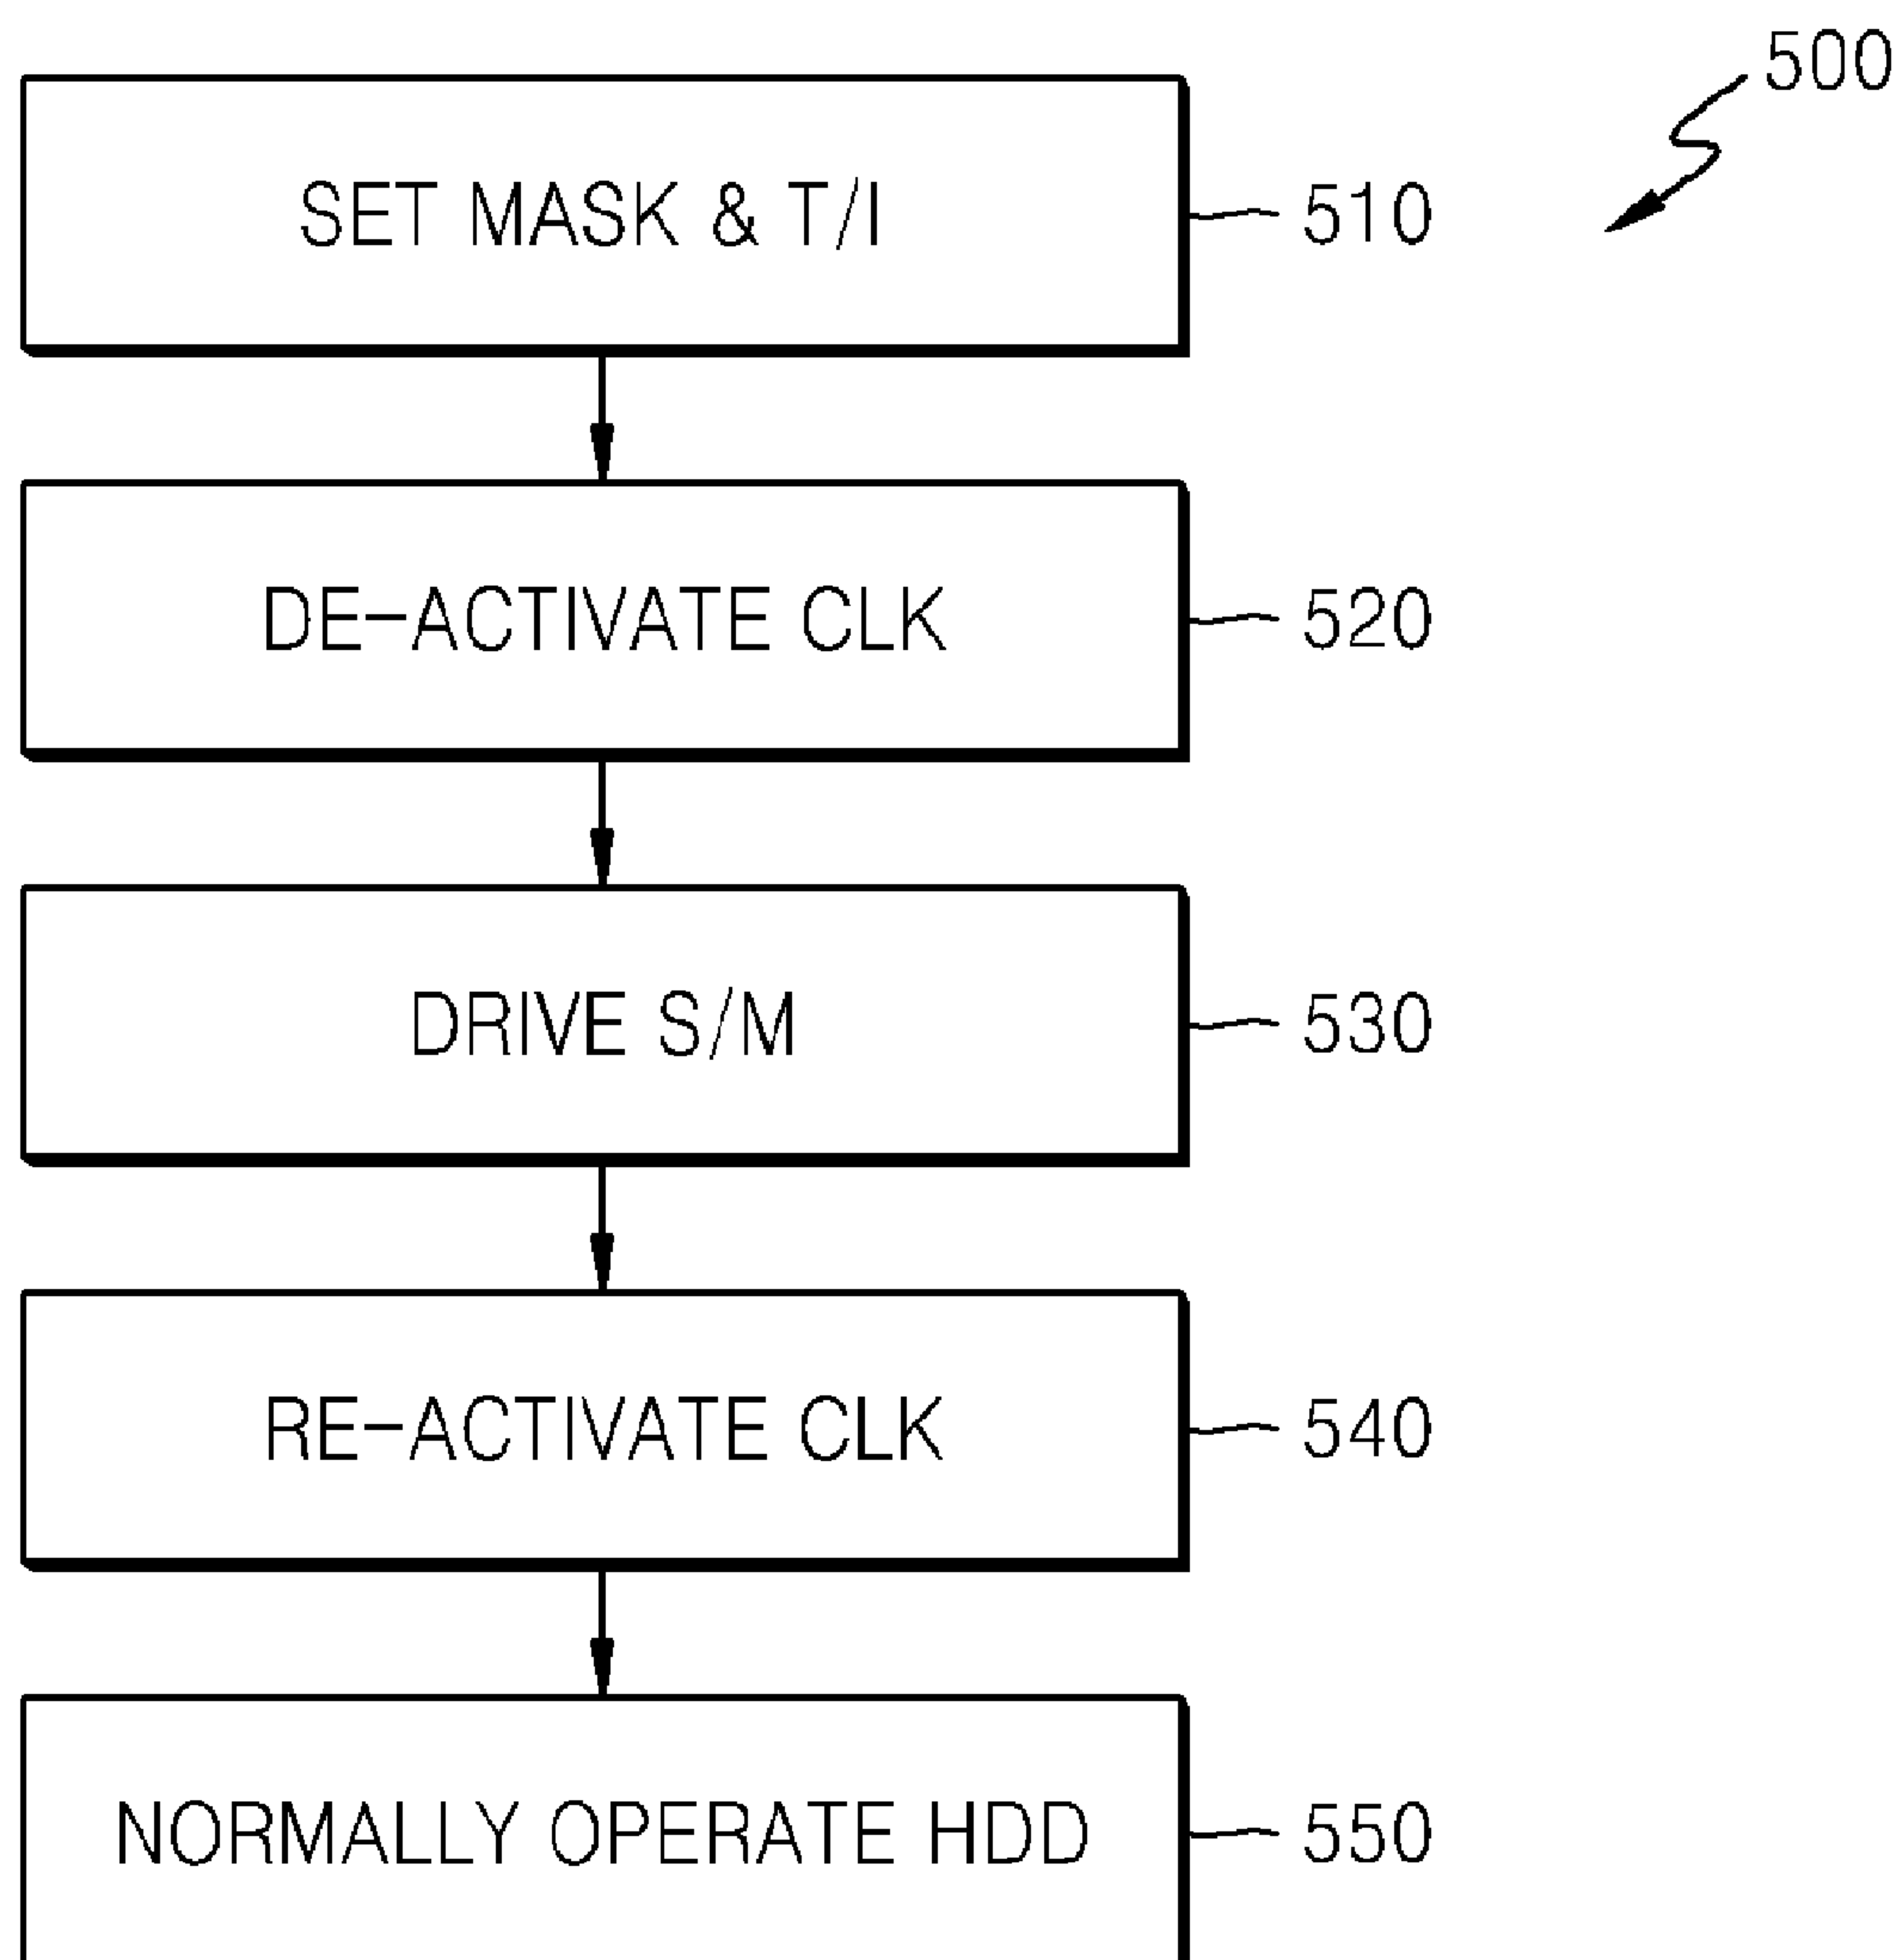 500
SET MASK & T/I
510
DE-ACTIVATE CLK
520
DRIVE S/M
530
RE-ACTIVATE CLK
540
NORMALLY OPERATE HDD
550